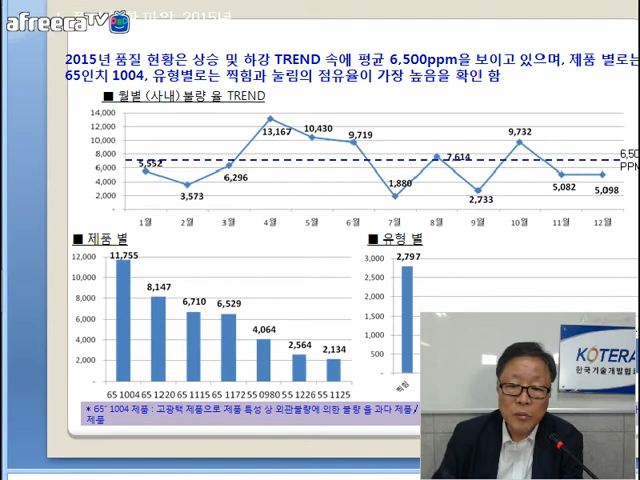 afreecaTV
2015년
2015년 품질 현황은 상승 및 하강 TREND 속에 평균 6,500ppm을 보이고 있으며, 제품 별로는
65인치 1004, 유형별로는 찍힘과 눌림의 점유율이 가장 높음을 확인 함
■ 월별 (사내) 불량 율 TREND
14,000
12,000
10,000
8,000
6,000
4,000
2,000
-
5,552
3,573
6,296
13,167
10,430
9,719
1,880
7,614
2,733
9,732
5,082
5,098
6,50
PPM
1월
2월
3월
4월
5월
6월
7월
8월
9월
10월
11월
12월
■ 제품 별
12,000
10,000
8,000
6,000
4,000
2,000
-
11,755
8,147
6,710
6,529
4,064
2,564
2,134
65 1004
65 1220
65 1115
65 1172
55 0980
55 1226
55 1125
* 65" 1004 제품 : 고광택 제품으로 제품 특성 상 외관불량에 의한 불량 율 과다 제품 /
제품
■ 유형 별
3,000
2,500
2,000
1,500
1,000
500
-
2,797
찍힘
KOTERA
한국기술개발협